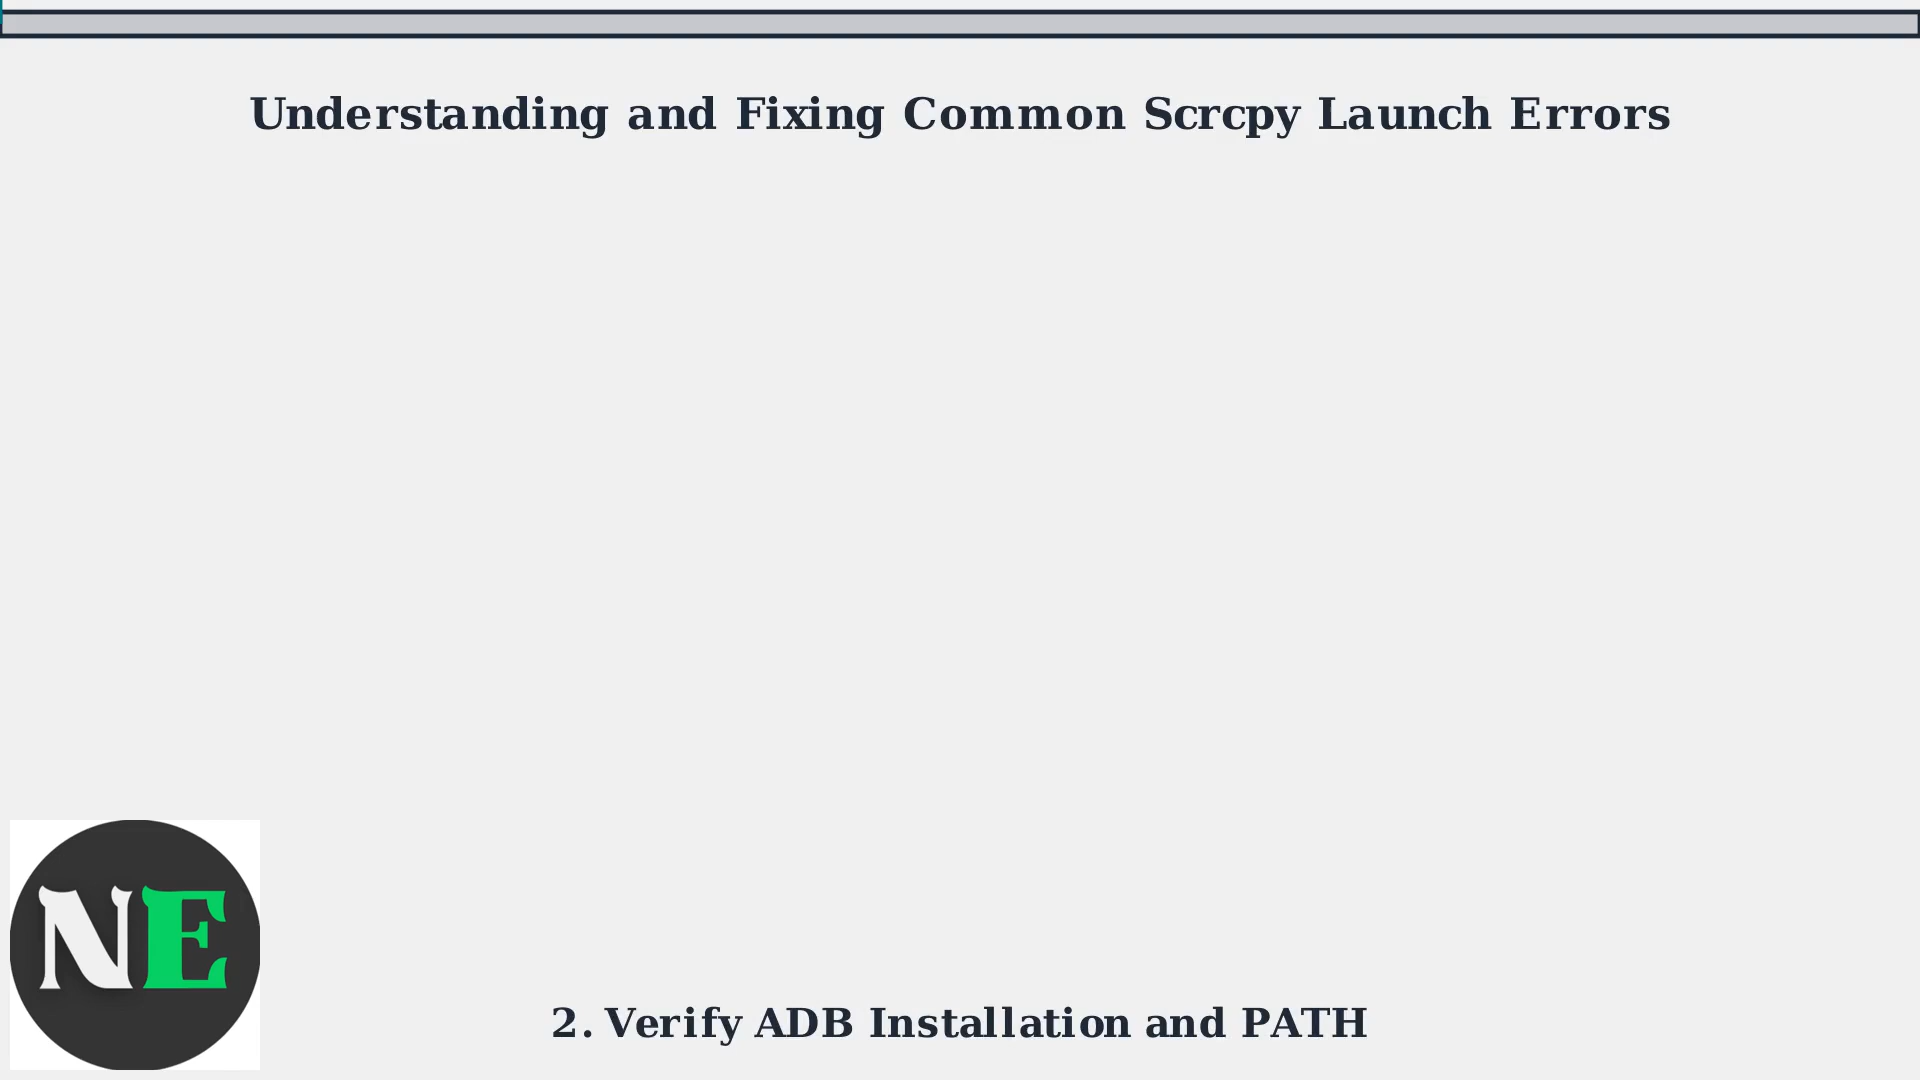 Understanding and Fixing Common Scrcpy Launch Errors
NE
2. Verify ADB Installation and PATH